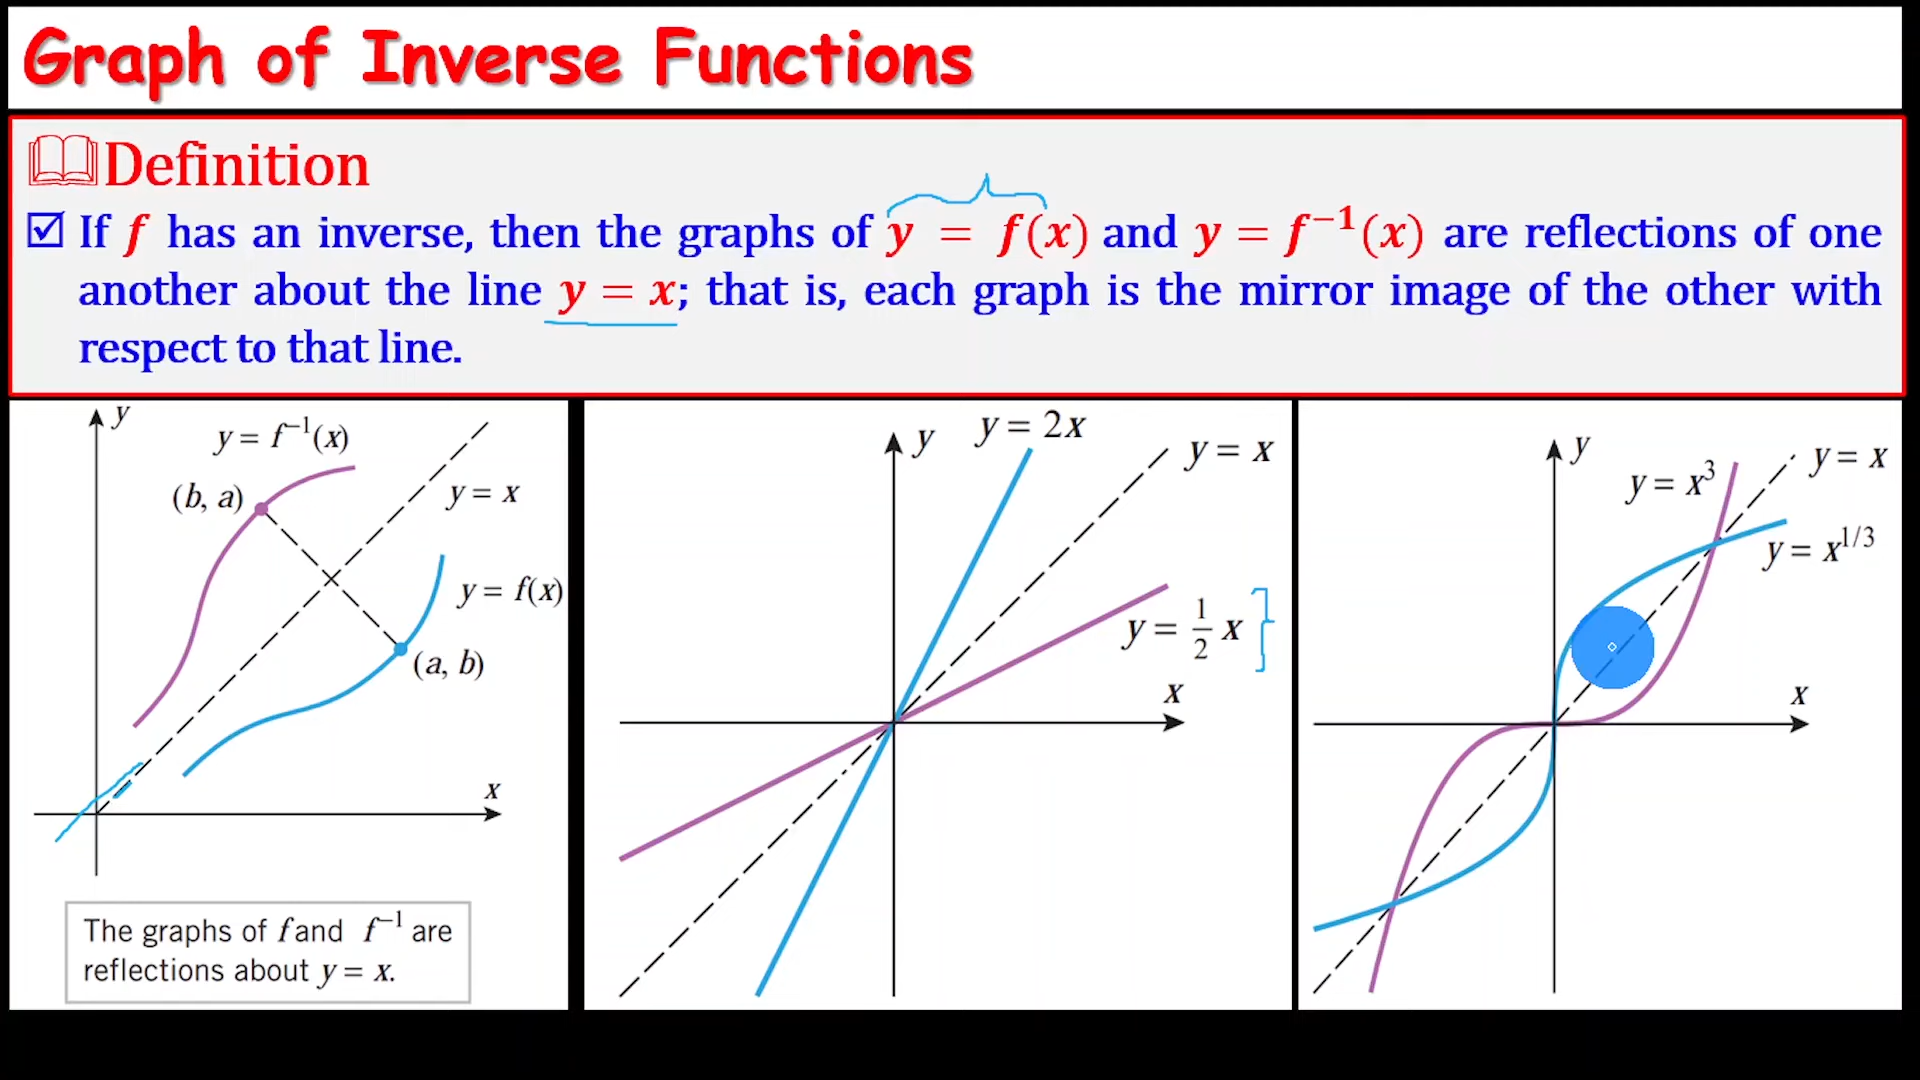 Graph of Inverse Functions
Definition
If f has an inverse, then the graphs of y = f(x) and y = f⁻¹(x) are reflections of one
another about the line y = x; that is, each graph is the mirror image of the other with
respect to that line.
y
y = f⁻¹(x)
(b, a)
y = x
y = f(x)
(a, b)
x
The graphs of f and f⁻¹ are
reflections about y = x.
y
y = 2x
y = x
y = 1/2 x
x
y
y = x³
y = x
y = x^1/3
x